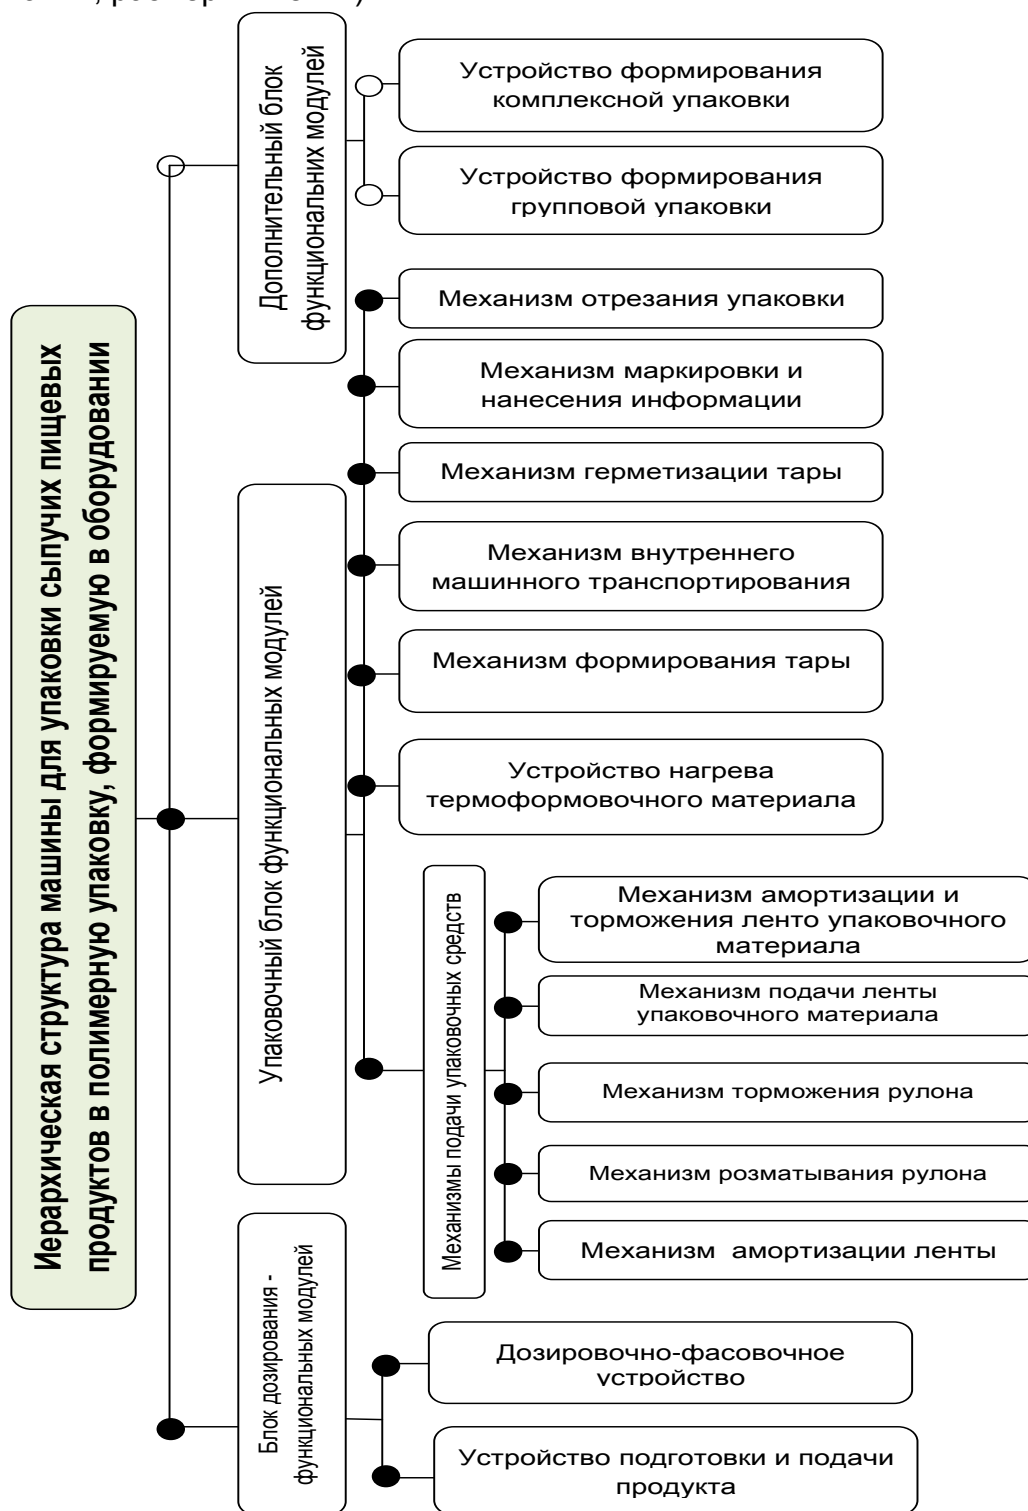 Иерархическая структура машины для упаковки сыпучих пищевых
продуктов в полимерную упаковку, формируемую в оборудовании
Дополнительный блок
функциональних модулей
Устройство формирования
комплексной упаковки
Устройство формирования
групповой упаковки
Упаковочный блок функциональных модулей
Механизм отрезания упаковки
Механизм маркировки и
нанесения информации
Механизм герметизации тары
Механизм внутреннего
машинного транспортирования
Механизм формирования тары
Устройство нагрева
термоформовочного материала
Механизмы подачи упаковочных средств
Механизм амортизации и
торможения ленто упаковочного
материала
Механизм подачи ленты
упаковочного материала
Механизм торможения рулона
Механизм розматывания рулона
Механизм амортизации ленты
Блок дозирования -
функциональных модулей
Дозировочно-фасовочное
устройство
Устройство подготовки и подачи
продукта